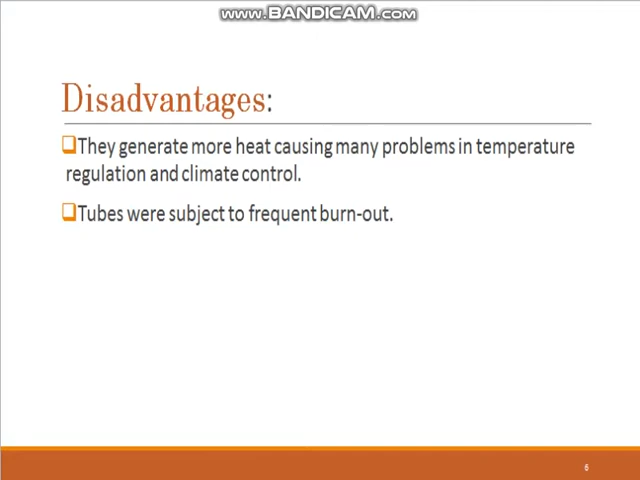 www.BANDICAM.com
Disadvantages:
They generate more heat causing many problems in temperature
regulation and climate control.
Tubes were subject to frequent burn-out.
6